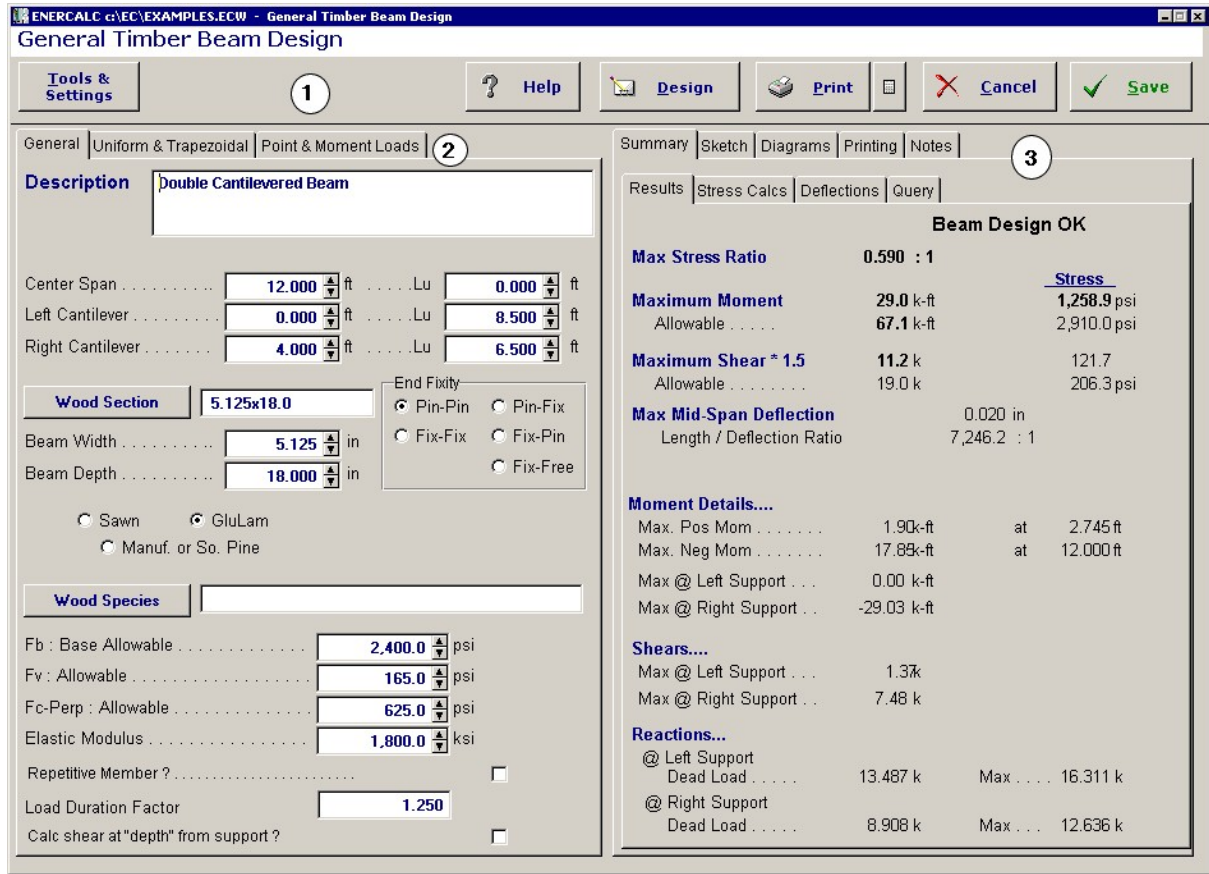 ENERCALC c:\EC\EXAMPLES.ECW - General Timber Beam Design
General Timber Beam Design
Tools &
Settings
1
? Help
Design
Print
Cancel
Save
General Uniform & Trapezoidal Point & Moment Loads 2
Description Double Cantilevered Beam
Center Span . . . . . . . . . . 12.000 ft . . . . .Lu 0.000 ft
Left Cantilever . . . . . . . . . 0.000 ft . . . . .Lu 8.500 ft
Right Cantilever . . . . . . . 4.000 ft . . . . .Lu 6.500 ft
Wood Section 5.125x18.0
Beam Width . . . . . . . . . . 5.125 in
Beam Depth . . . . . . . . . . 18.000 in
End Fixity
Pin-Pin Pin-Fix
Fix-Fix Fix-Pin
Fix-Free
Sawn GluLam
Manuf. or So. Pine
Wood Species
Fb : Base Allowable . . . . . . . . . . . . . 2,400.0 psi
Fv : Allowable . . . . . . . . . . . . . . . . . . 165.0 psi
Fc-Perp : Allowable . . . . . . . . . . . . . . 625.0 psi
Elastic Modulus . . . . . . . . . . . . . . . . 1,800.0 ksi
Repetitive Member ? . . . . . . . . . . . . . . . . . . . . . . .
Load Duration Factor 1.250
Calc shear at "depth" from support ?
Summary Sketch Diagrams Printing Notes 3
Results Stress Calcs Deflections Query
Beam Design OK
Max Stress Ratio 0.590 : 1
Stress
Maximum Moment 29.0 k-ft 1,258.9 psi
Allowable . . . . . 67.1 k-ft 2,910.0 psi
Maximum Shear * 1.5 11.2 k 121.7
Allowable . . . . . . . . 19.0 k 206.3 psi
Max Mid-Span Deflection 0.020 in
Length / Deflection Ratio 7,246.2 : 1
Moment Details....
Max. Pos Mom . . . . . . . 1.90k-ft at 2.745 ft
Max. Neg Mom . . . . . . . 17.85k-ft at 12.000 ft
Max @ Left Support . . . 0.00 k-ft
Max @ Right Support . . -29.03 k-ft
Shears....
Max @ Left Support . . . 1.37k
Max @ Right Support . . 7.48 k
Reactions...
@ Left Support
Dead Load . . . . . 13.487 k Max . . . . 16.311 k
@ Right Support
Dead Load . . . . . 8.908 k Max . . . 12.636 k